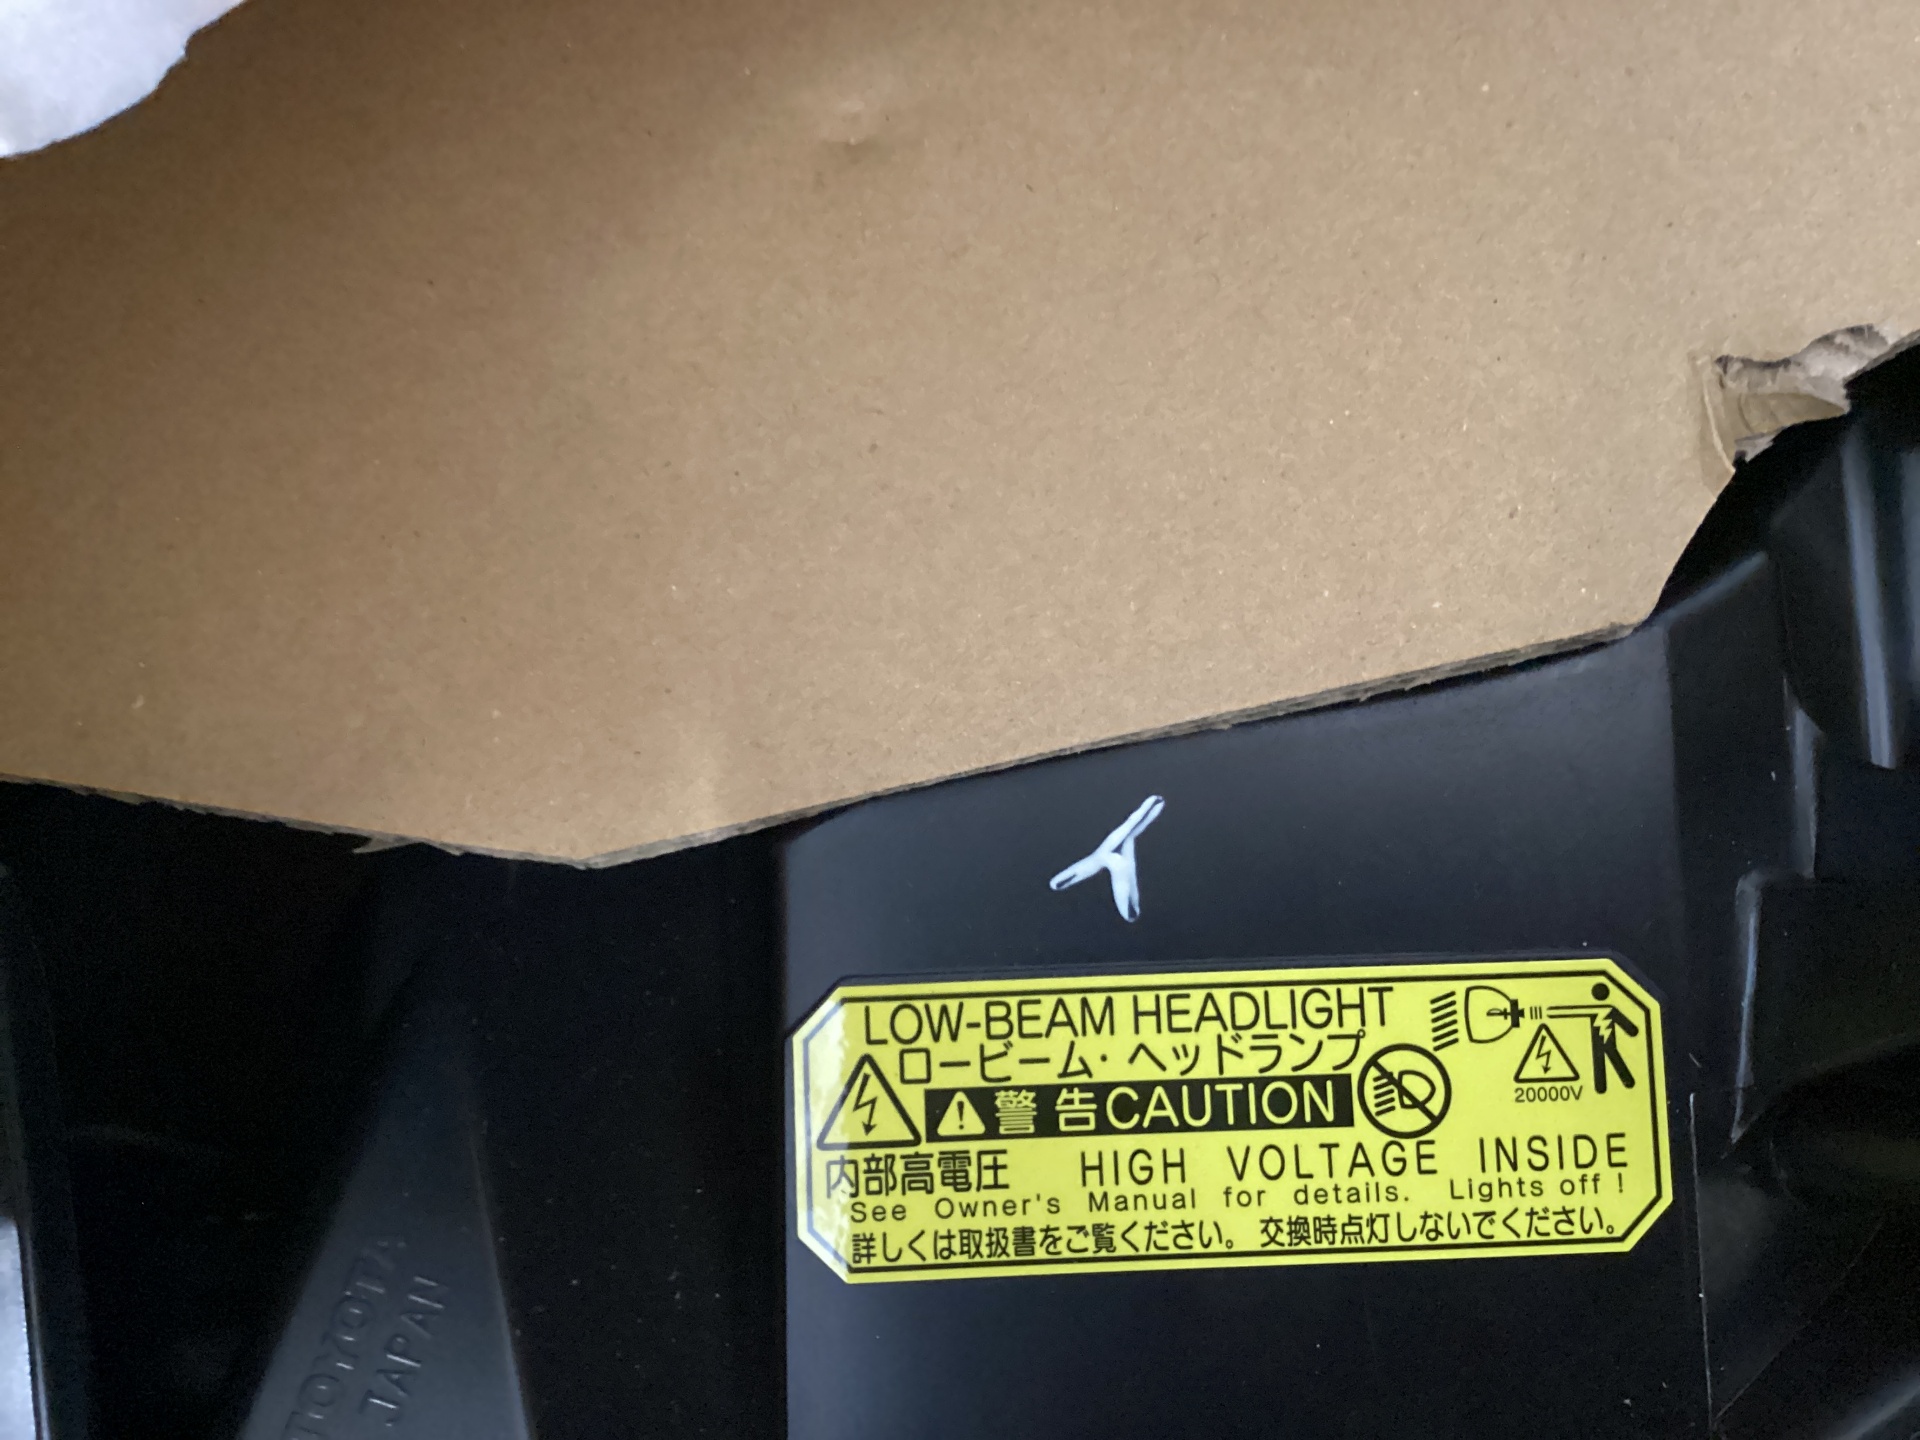 LOW-BEAM HEADLIGHT
ロービーム・ヘッドランプ
警告CAUTION
20000V
内部高電圧 HIGH VOLTAGE INSIDE
See Owner's Manual for details. Lights off !
詳しくは取扱書をご覧ください。 交換時点灯しないでください。
TOYOTA
JAPAN